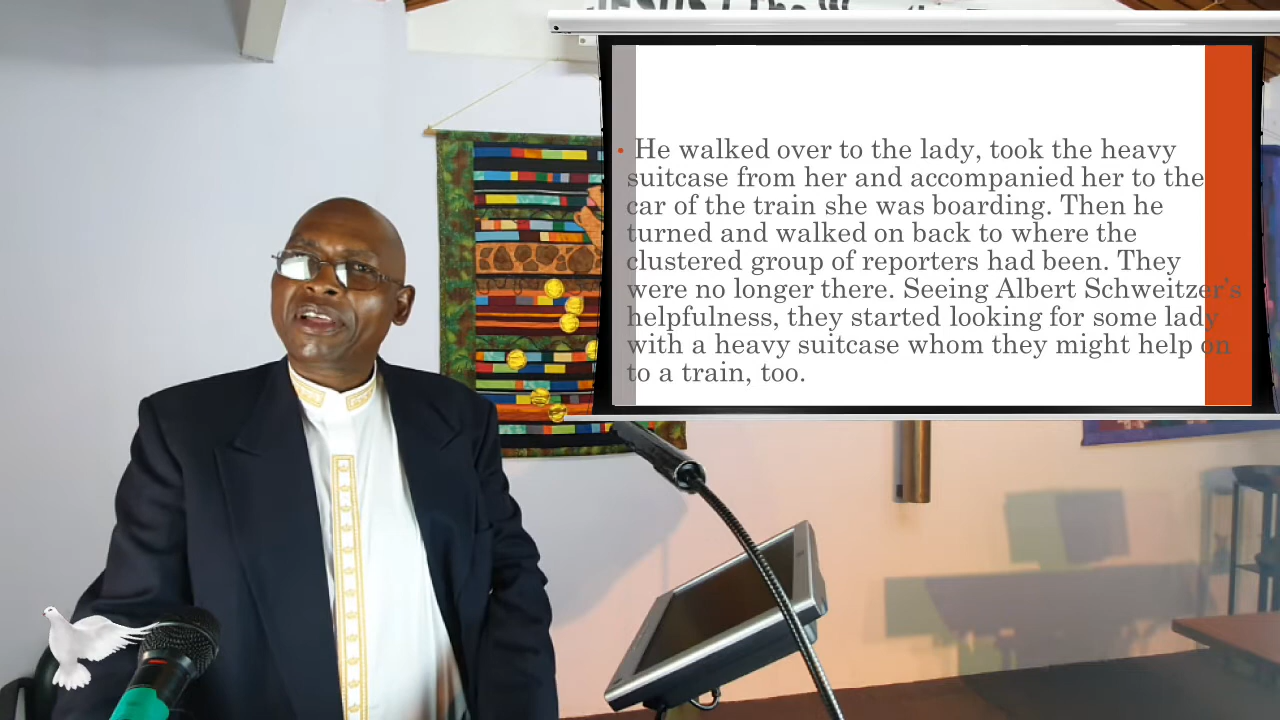 JESUS
He walked over to the lady, took the heavy
suitcase from her and accompanied her to the
car of the train she was boarding. Then he
turned and walked on back to where the
clustered group of reporters had been. They
were no longer there. Seeing Albert Schweitzer's
helpfulness, they started looking for some lady
with a heavy suitcase whom they might help on
to a train, too.